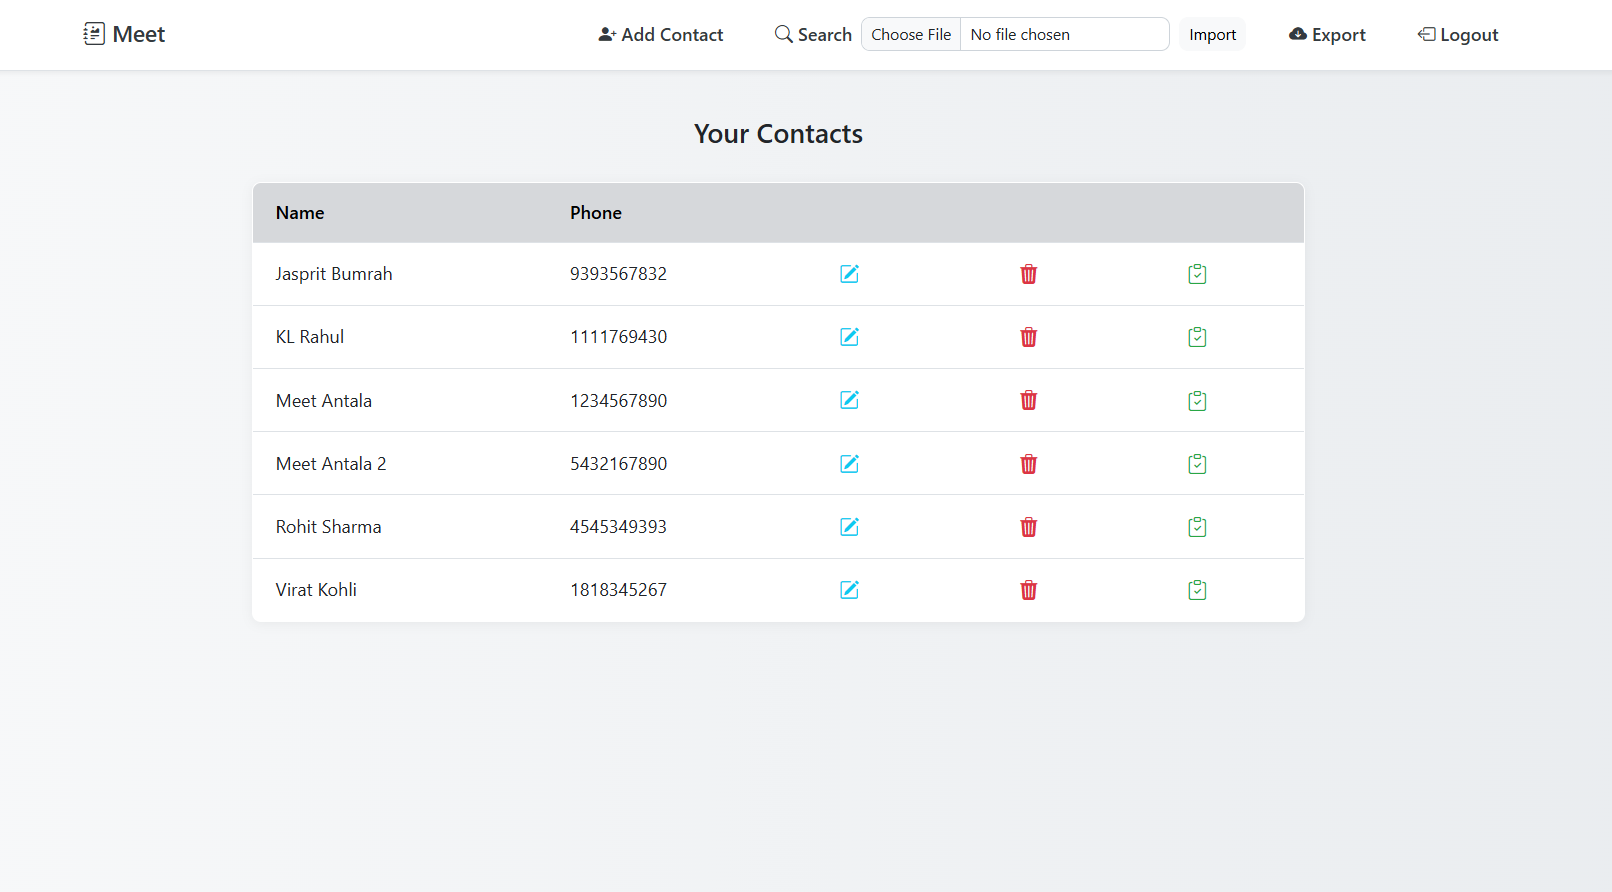 Meet Add Contact Search Choose File No file chosen Import Export Logout
Your Contacts
Name Phone
Jasprit Bumrah 9393567832
KL Rahul 1111769430
Meet Antala 1234567890
Meet Antala 2 5432167890
Rohit Sharma 4545349393
Virat Kohli 1818345267